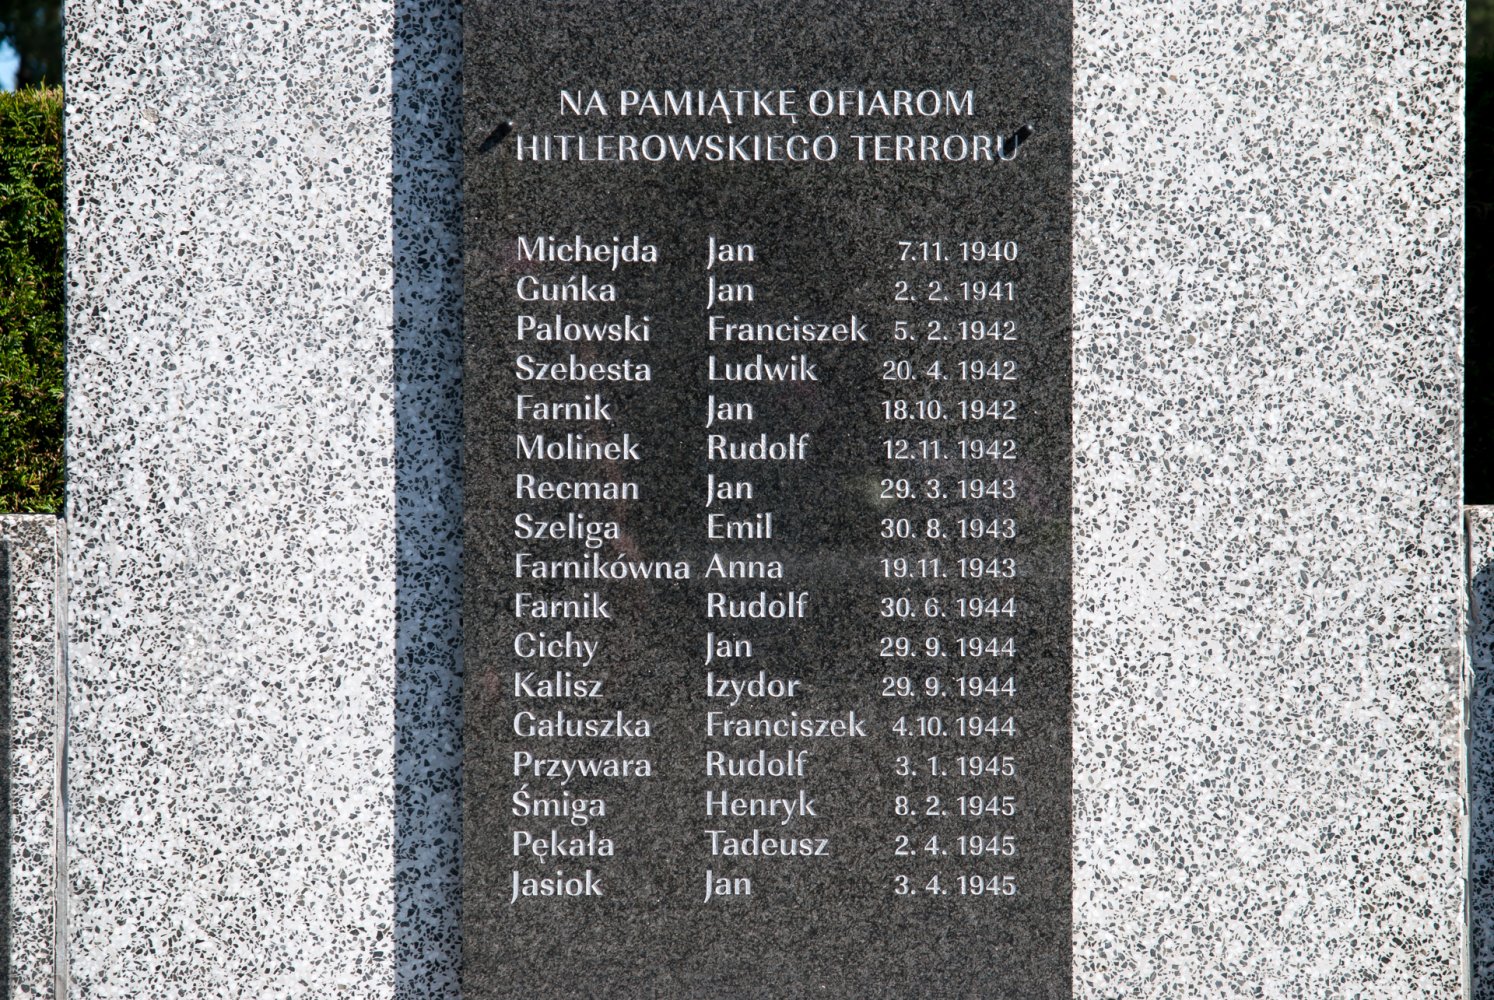 NA PAMIĄTKĘ OFIAROM
HITLEROWSKIEGO TERRORU
Michejda Jan 7.11. 1940
Guńka Jan 2. 2. 1941
Palowski Franciszek 5. 2. 1942
Szebesta Ludwik 20. 4. 1942
Farnik Jan 18.10. 1942
Molinek Rudolf 12.11. 1942
Recman Jan 29. 3. 1943
Szeliga Emil 30. 8. 1943
Farnikówna Anna 19.11. 1943
Farnik Rudolf 30. 6. 1944
Cichy Jan 29. 9. 1944
Kalisz Izydor 29. 9. 1944
Gałuszka Franciszek 4.10. 1944
Przywara Rudolf 3. 1. 1945
Śmiga Henryk 8. 2. 1945
Pękała Tadeusz 2. 4. 1945
Jasiok Jan 3. 4. 1945